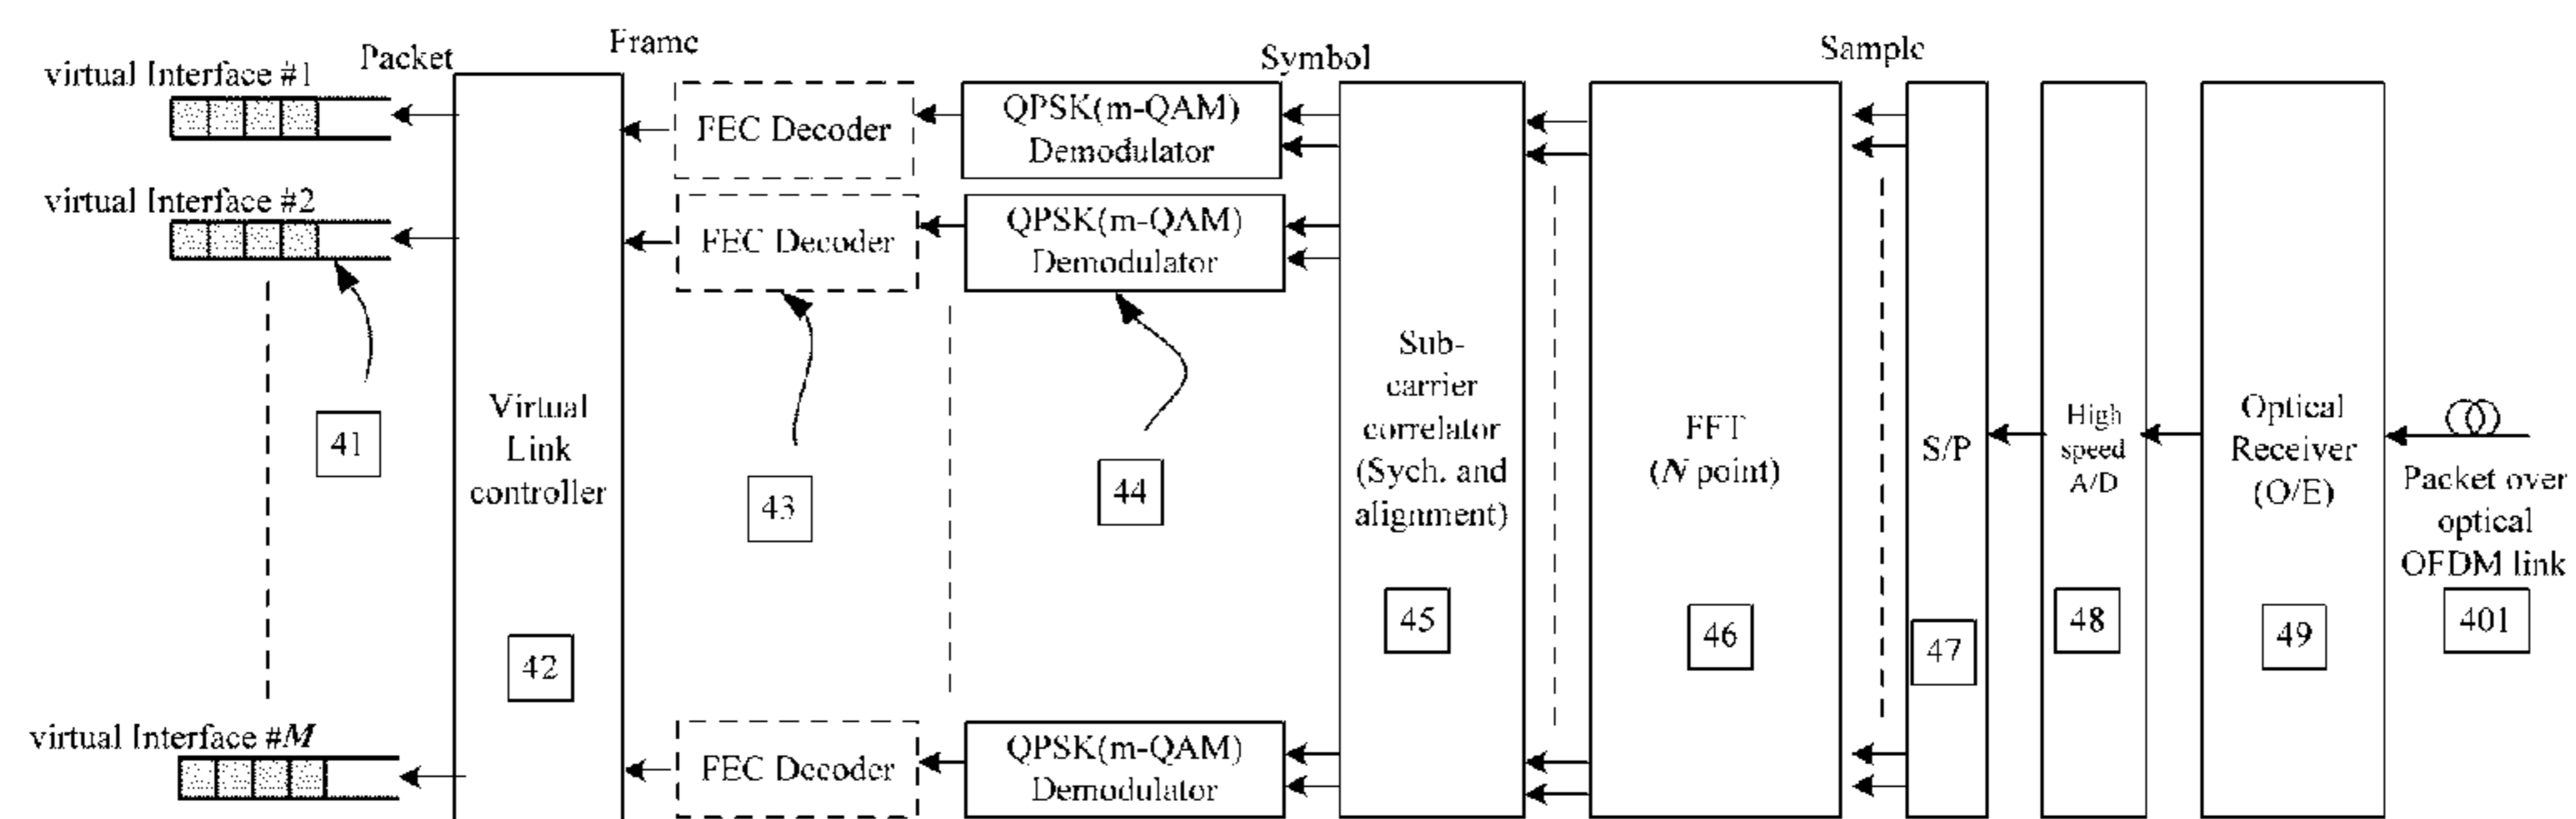 Packet
Frame
Symbol
Sample
virtual Interface #1
FEC Decoder
QPSK(m-QAM)
Demodulator
virtual Interface #2
FEC Decoder
QPSK(m-QAM)
Demodulator
41
Virtual
Link
controller
42
43
44
Sub-
carrier
correlator
(Sych. and
alignment)
45
FFT
(N point)
46
S/P
47
High
speed
A/D
48
Optical
Receiver
(O/E)
49
Packet over
optical
OFDM link
401
virtual Interface #M
FEC Decoder
QPSK(m-QAM)
Demodulator